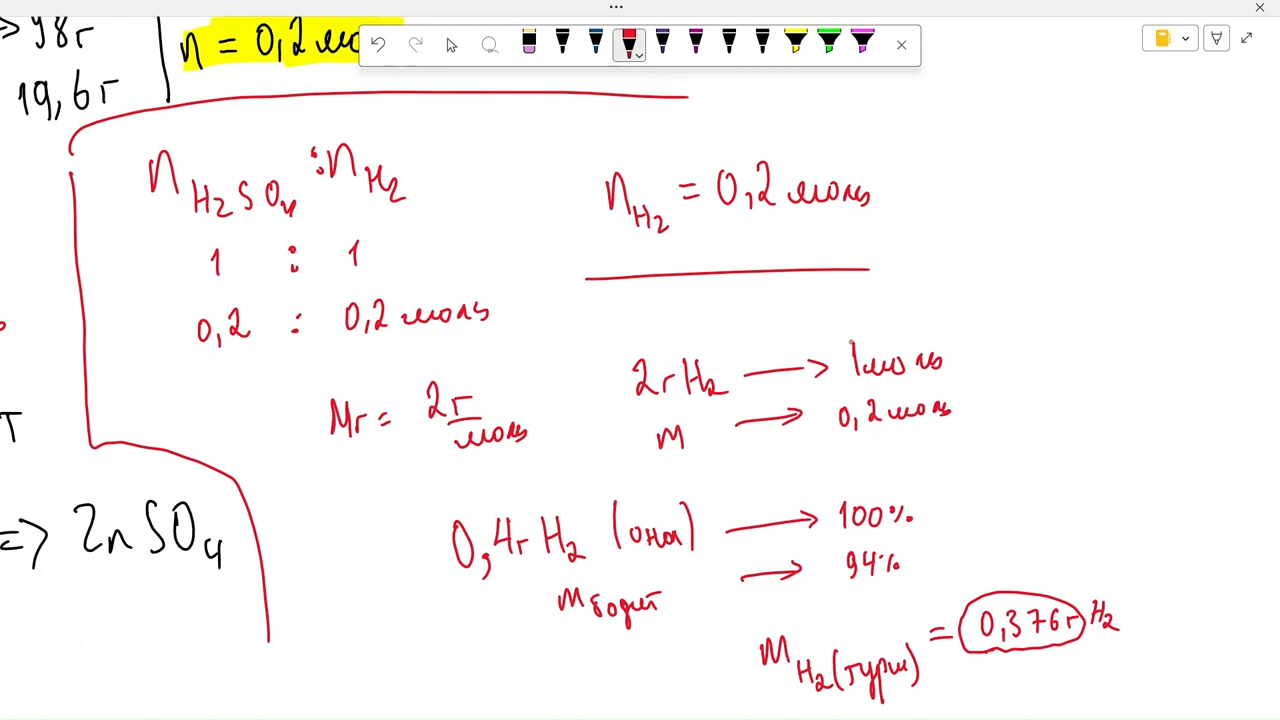 => 98г
n = 0,2 мо
19,6г
n H2SO4 : n H2
1 : 1
0,2 : 0,2 моль
n H2 = 0,2 моль
Mr = 2г/моль
2г H2 → 1 моль
m → 0,2 моль
т
=> ZnSO4
0,4г H2 (онол) → 100%
→ 94%
m H2 = 0,376г H2